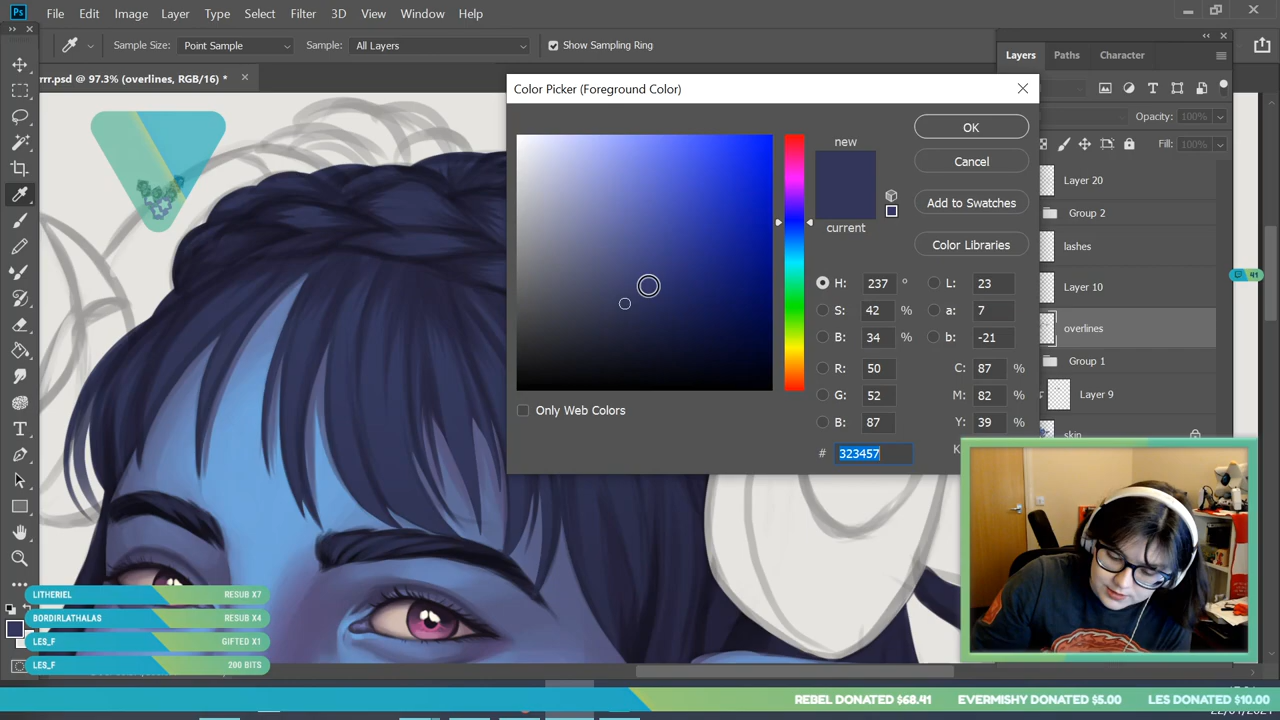 Ps File Edit Image Layer Type Select Filter 3D View Window Help
Sample Size: Point Sample Sample: All Layers Show Sampling Ring
rrr.psd @ 97.3% (overlines, RGB/16) *
Color Picker (Foreground Color)
new
current
OK
Cancel
Add to Swatches
Color Libraries
H: 237 ° L: 23
S: 42 % a: 7
B: 34 % b: -21
R: 50 C: 87 %
G: 52 M: 82 %
B: 87 Y: 39 %
# 323457 K
Only Web Colors
Layers Paths Character
Opacity: 100%
Fill: 100%
Layer 20
Group 2
lashes
Layer 10
overlines
Group 1
Layer 9
skin
41
LITHERIEL RESUB X7
BORDIRLATHALAS RESUB X4
LES_F GIFTED X1
LES_F 200 BITS
REBEL DONATED $68.41 EVERMISHY DONATED $5.00 LES DONATED $10.00